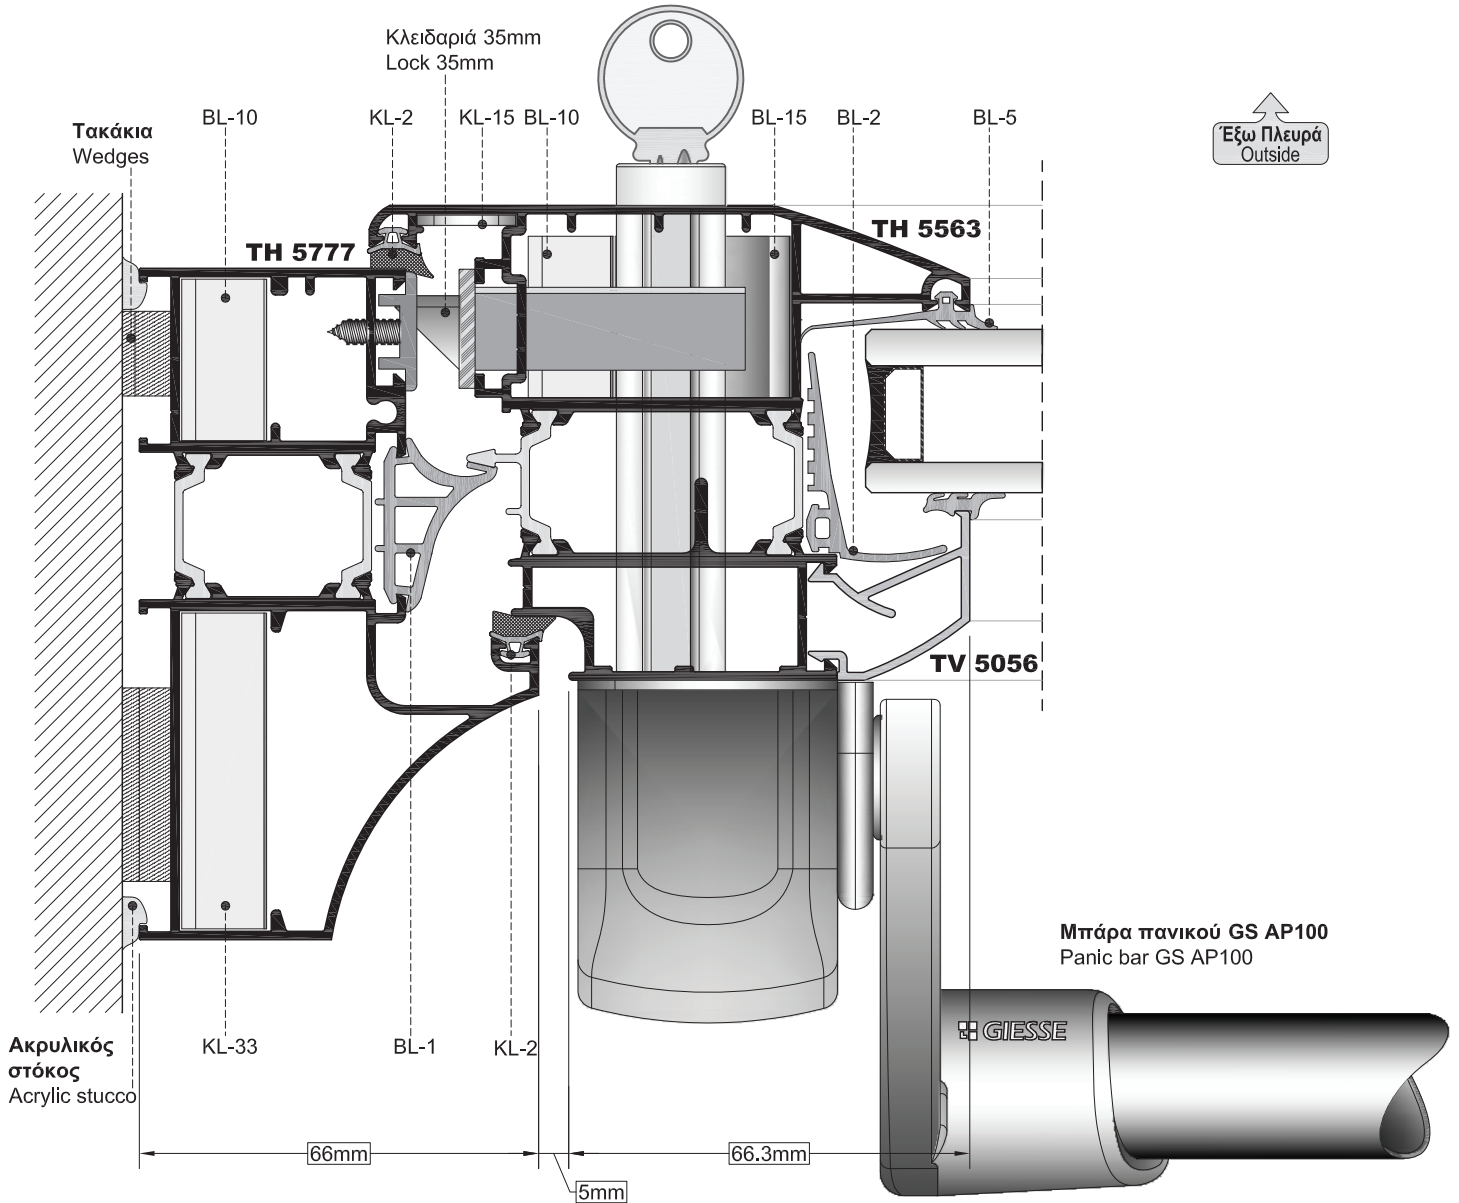 Κλειδαριά 35mm
Lock 35mm
Τακάκια
Wedges
BL-10
KL-2
KL-15
BL-10
BL-15
BL-2
BL-5
Έξω Πλευρά
Outside
TH 5777
TH 5563
TV 5056
Μπάρα πανικού GS AP100
Panic bar GS AP100
GIESSE
Ακρυλικός
στόκος
Acrylic stucco
KL-33
BL-1
KL-2
66mm
66.3mm
5mm